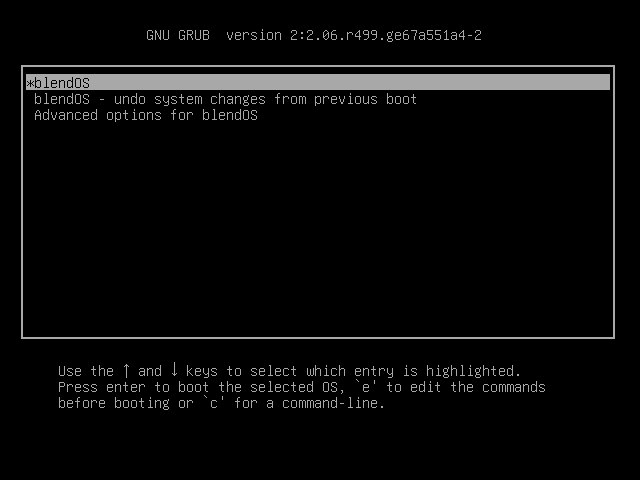 GNU GRUB  version 2:2.06.r499.ge67a551a4-2
*blendOS
blendOS - undo system changes from previous boot
Advanced options for blendOS
Use the ↑ and ↓ keys to select which entry is highlighted.
Press enter to boot the selected OS, `e' to edit the commands
before booting or `c' for a command-line.